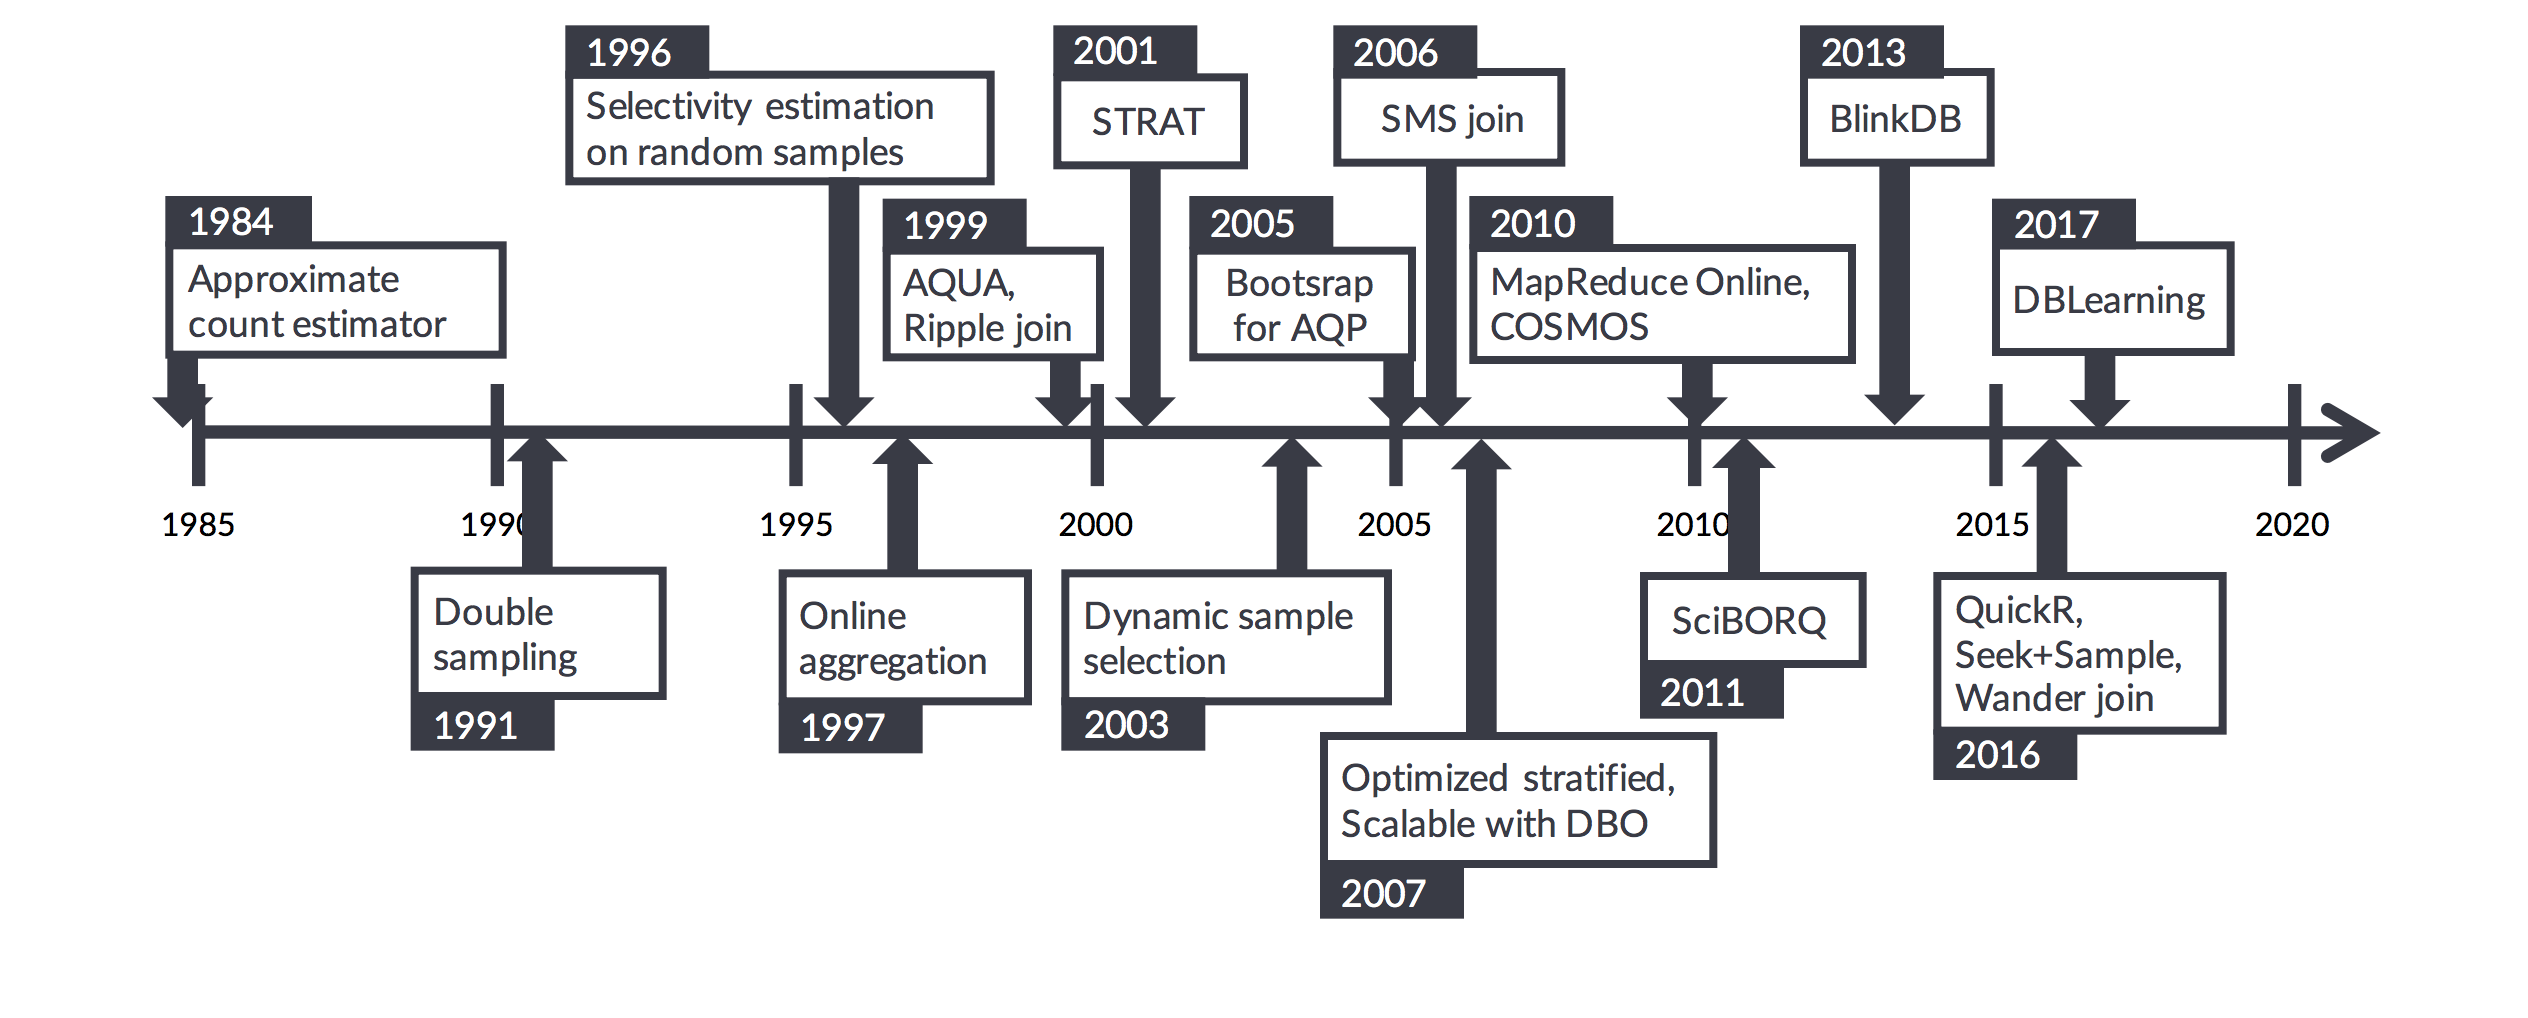 1996
Selectivity estimation
on random samples
2001
STRAT
2006
SMS join
2013
BlinkDB
1984
Approximate
count estimator
1999
AQUA,
Ripple join
2005
Bootsrap
for AQP
2010
MapReduce Online,
COSMOS
2017
DBLearning
1985
1990
1995
2000
2005
2010
2015
2020
Double
sampling
1991
Online
aggregation
1997
Dynamic sample
selection
2003
Optimized stratified,
Scalable with DBO
2007
SciBORQ
2011
QuickR,
Seek+Sample,
Wander join
2016